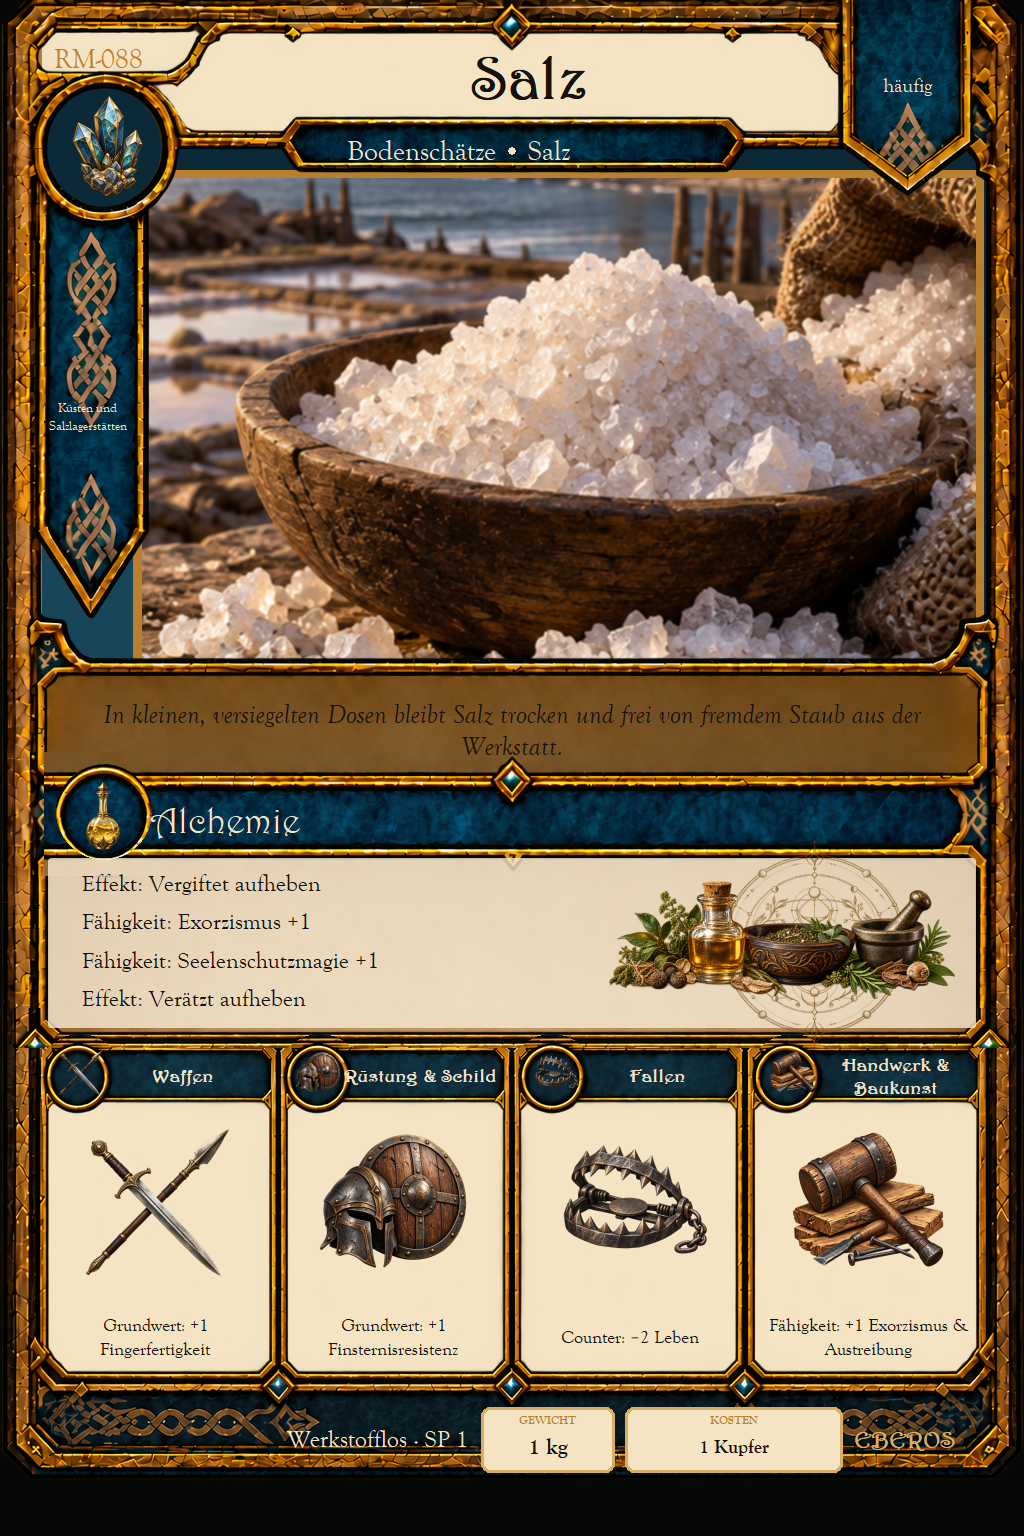 RM-088
Salz
häufig
Bodenschätze • Salz
Küsten und
Salzlagerstätten
In kleinen, versiegelten Dosen bleibt Salz trocken und frei von fremdem Staub aus der
Werkstatt.
Alchemie
Effekt: Vergiftet aufheben
Fähigkeit: Exorzismus +1
Fähigkeit: Seelenschutzmagie +1
Effekt: Verätzt aufheben
Waffen
Rüstung & Schild
Fallen
Handwerk &
Baukunst
Grundwert: +1
Fingerfertigkeit
Grundwert: +1
Finsternisresistenz
Counter: −2 Leben
Fähigkeit: +1 Exorzismus &
Austreibung
Werkstofflos · SP 1
GEWICHT
1 kg
KOSTEN
1 Kupfer
EBEROS